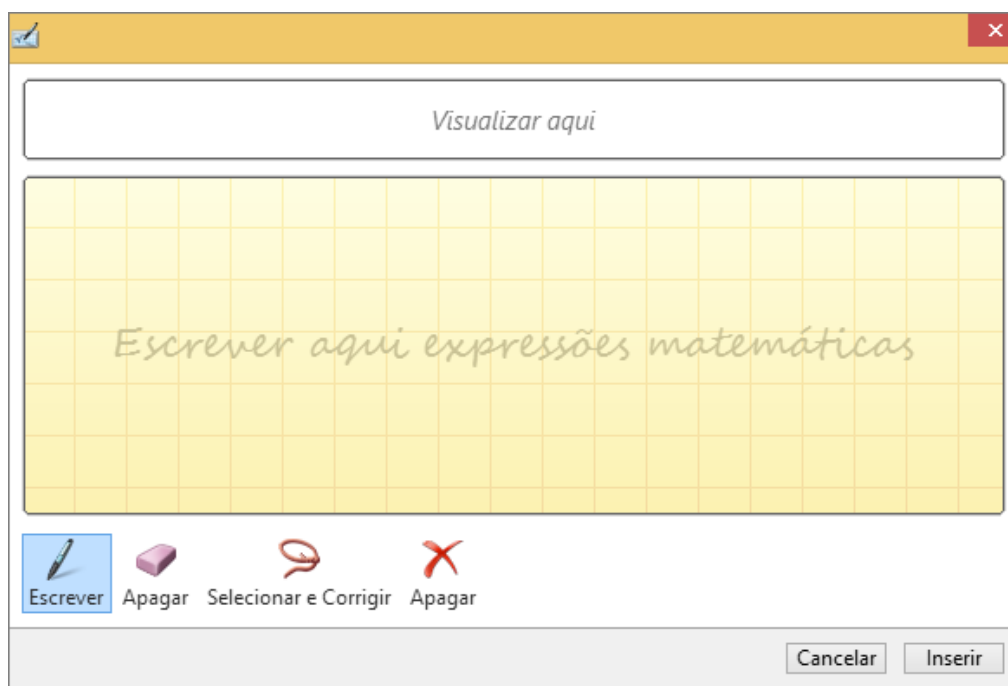 Visualizar aqui
Escrever aqui expressões matemáticas
Escrever Apagar Selecionar e Corrigir Apagar
Cancelar Inserir